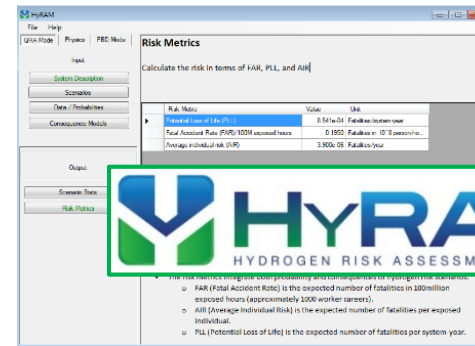 HyRAM
File Help
QRA Mode Physics PBD Mode
Risk Metrics
Input
Calculate the risk in terms of FAR, PLL, and AIR
System Description
Scenarios
Data / Probabilities
Consequence Models
Risk Metric Value Unit
Potential Loss of Life (PLL) 8.541e-04 Fatalities/system-year
Fatal Accident Rate (FAR)/100M exposed hours 0.1950 Fatalities in 10^8 person-ho...
Average individual risk (AIR) 3.900e-06 Fatalities/year
Output
Scenario Stats
Risk Metrics
HYRA
HYDROGEN RISK ASSESSM
The Risk Metrics integrate both probability and consequences of hydrogen risk scenarios.
FAR (Fatal Accident Rate) is the expected number of fatalities in 100million
exposed hours (approximately 1000 worker careers).
AIR (Average Individual Risk) is the expected number of fatalities per exposed
individual.
PLL (Potential Loss of Life) is the expected number of fatalities per system-year.